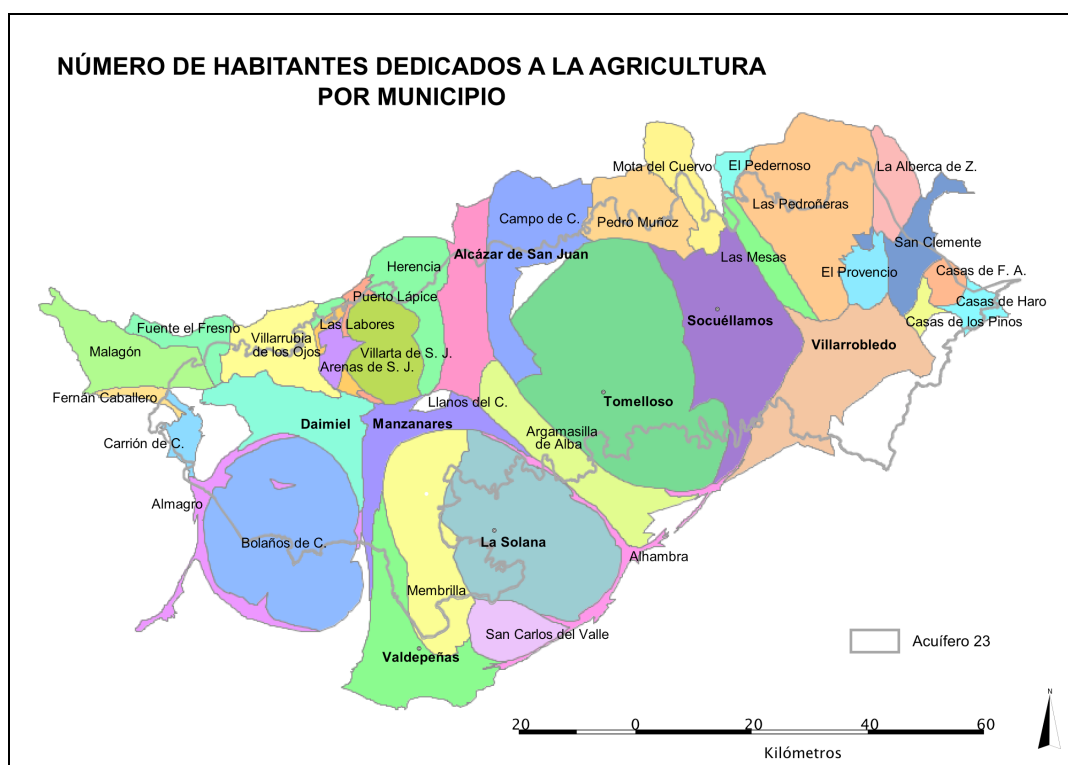 NÚMERO DE HABITANTES DEDICADOS A LA AGRICULTURA
POR MUNICIPIO
Mota del Cuervo
El Pedernoso
La Alberca de Z.
Las Pedroñeras
Campo de C.
Pedro Muñoz
San Clemente
Alcázar de San Juan
Las Mesas
Herencia
El Provencio
Casas de F. A.
Puerto Lápice
Casas de Haro
Fuente el Fresno
Las Labores
Socuéllamos
Casas de los Pinos
Villarrubia
de los Ojos
Malagón
Villarta de S. J.
Villarrobledo
Arenas de S. J.
Fernán Caballero
Llanos del C.
Tomelloso
Daimiel
Manzanares
Argamasilla
de Alba
Carrión de C.
Almagro
Bolaños de C.
La Solana
Alhambra
Membrilla
San Carlos del Valle
Valdepeñas
Acuífero 23
N
20 0 20 40 60
Kilómetros